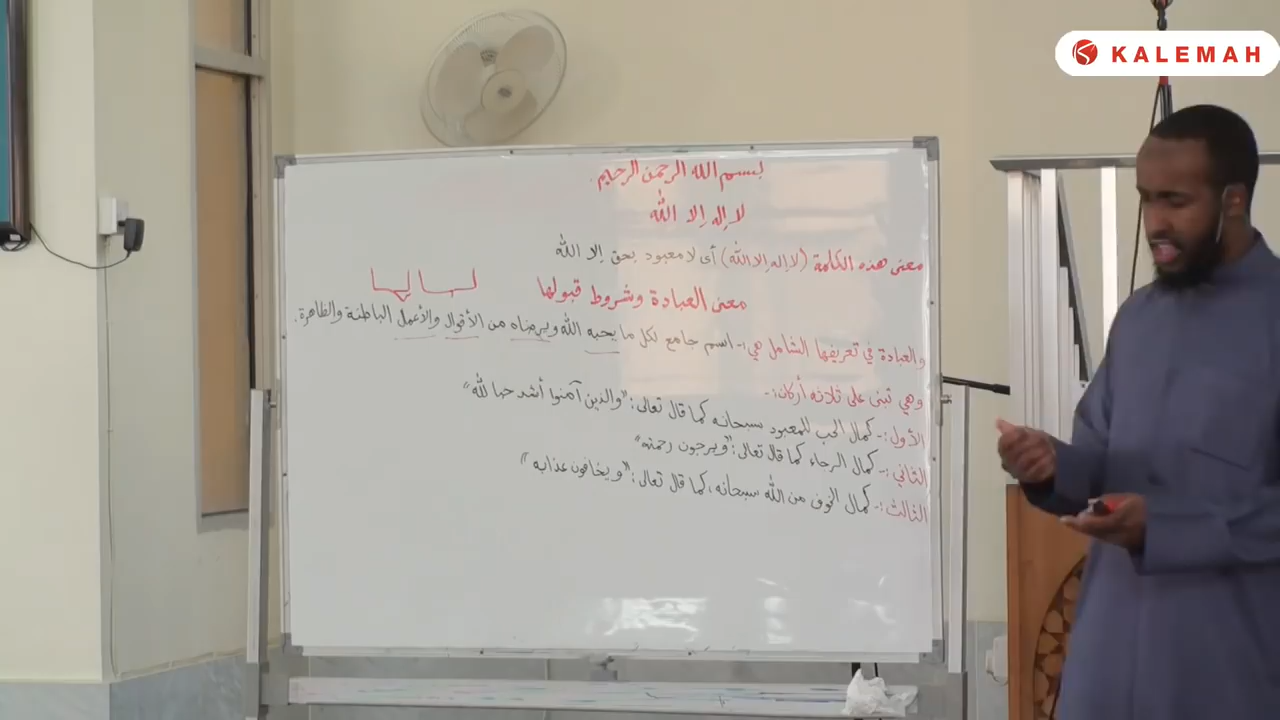 KALEMAH
بسم الله الرحمن الرحيم
لا إله إلا الله
معنى هذه الكلمة (لا إله إلا الله) أي لا معبود بحق إلا الله
معنى العبادة وشروط قبولها
والعبادة في تعريفها الشامل هي:- اسم جامع لكل ما يحبه الله ويرضاه من الأقوال والأعمال الباطنة والظاهرة.
وهي تبنى على ثلاثة أركان:-
الأول:- كمال الحب للمعبود سبحانه كما قال تعالى: "والذين آمنوا أشد حبا لله"
الثاني:- كمال الرجاء كما قال تعالى: "ويرجون رحمته"
الثالث:- كمال الخوف من الله سبحانه، كما قال تعالى: "ويخافون عذابه"